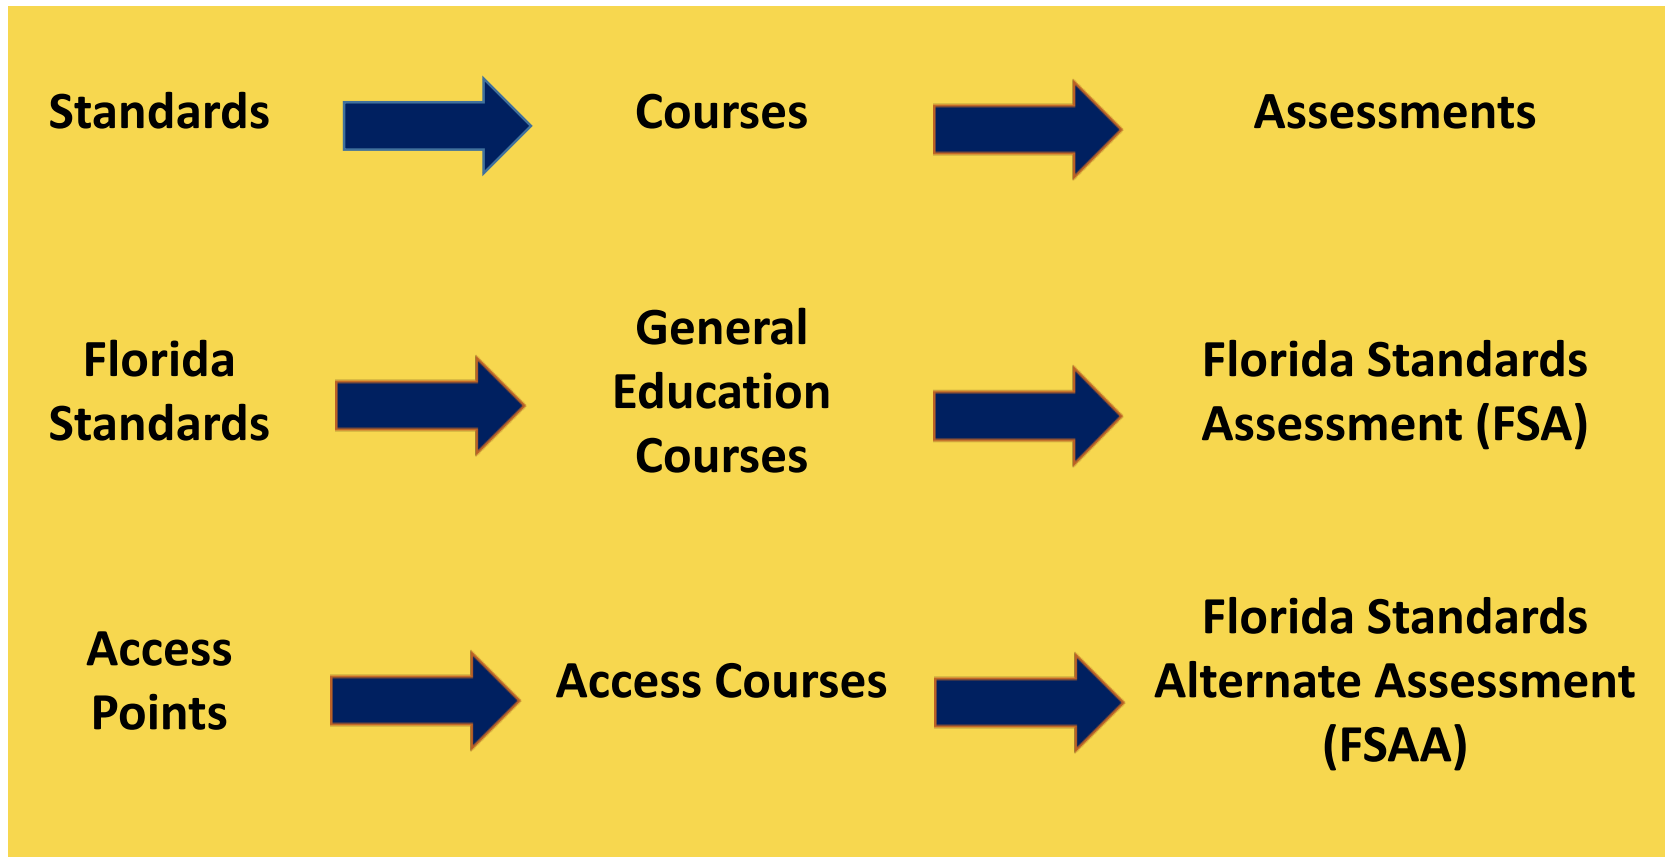 Standards
Courses
Assessments
Florida
Standards
General
Education
Courses
Florida Standards
Assessment (FSA)
Access
Points
Access Courses
Florida Standards
Alternate Assessment
(FSAA)